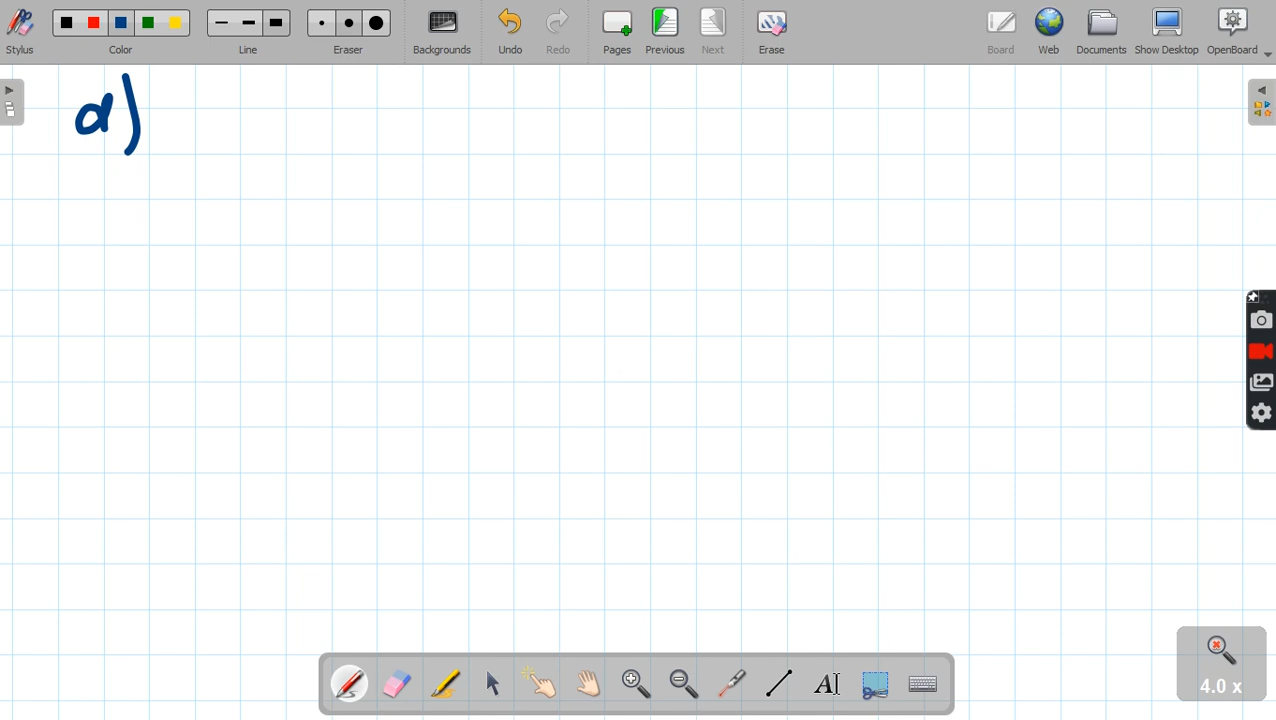 Stylus Color Line Eraser Backgrounds Undo Redo Pages Previous Next Erase Board Web Documents Show Desktop OpenBoard
a)
A
4.0 x